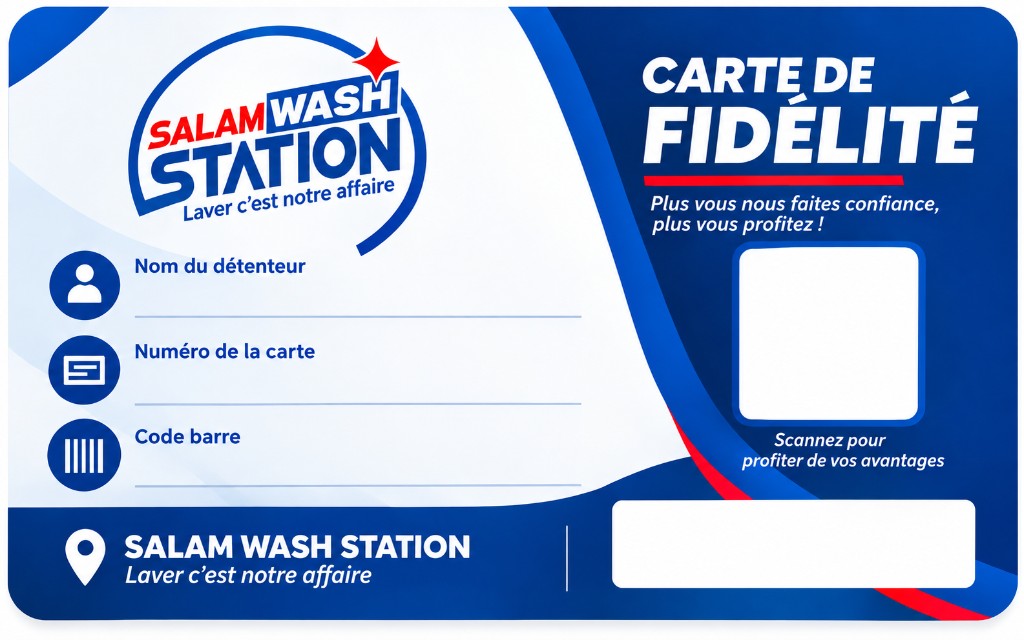 SALAM WASH
STATION
Laver c'est notre affaire
CARTE DE
FIDÉLITÉ
Plus vous nous faites confiance,
plus vous profitez !
Nom du détenteur
Numéro de la carte
Code barre
Scannez pour
profiter de vos avantages
SALAM WASH STATION
Laver c'est notre affaire